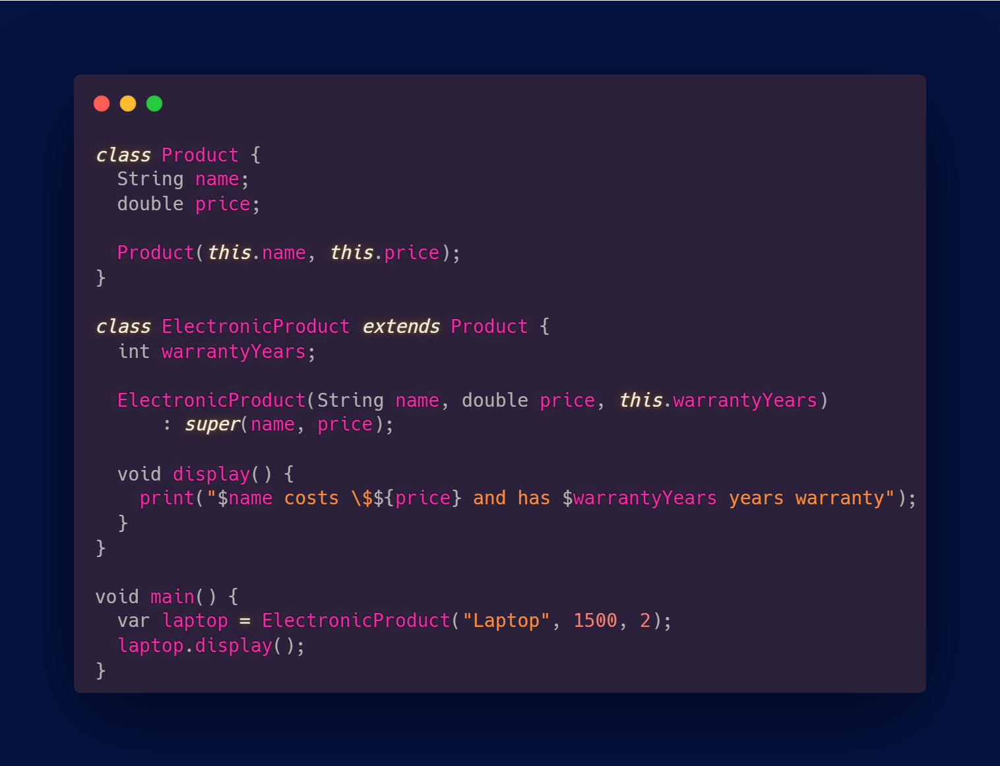 class Product {
  String name;
  double price;

  Product(this.name, this.price);
}

class ElectronicProduct extends Product {
  int warrantyYears;

  ElectronicProduct(String name, double price, this.warrantyYears)
      : super(name, price);

  void display() {
    print("$name costs \$${price} and has $warrantyYears years warranty");
  }
}

void main() {
  var laptop = ElectronicProduct("Laptop", 1500, 2);
  laptop.display();
}